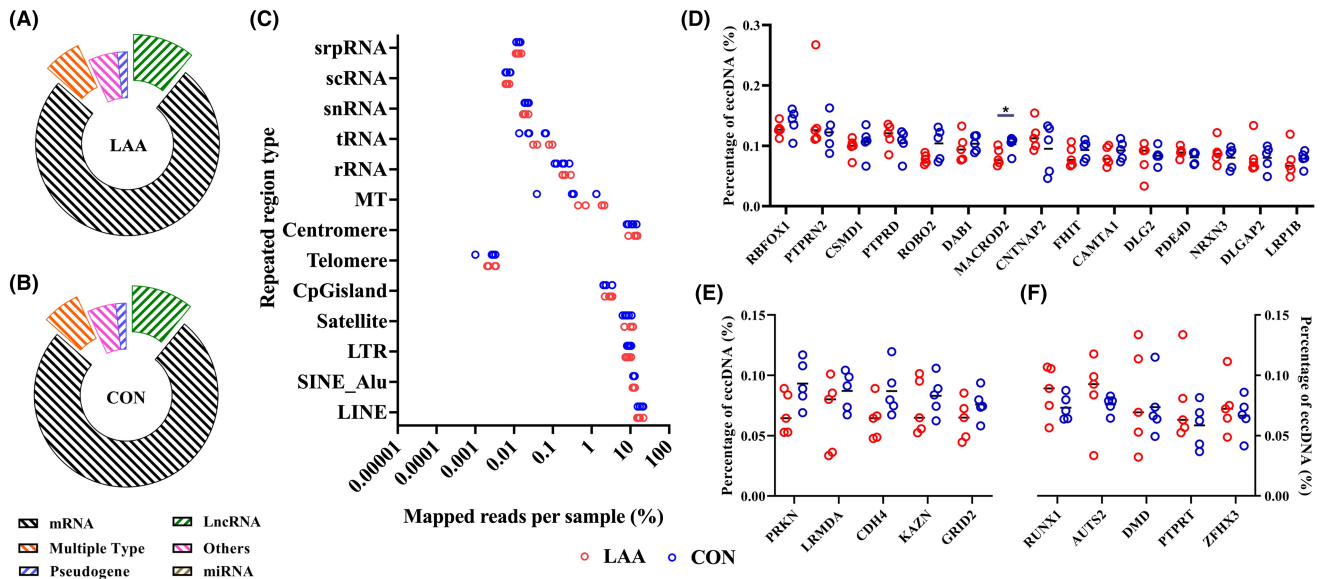 (A)
LAA
(B)
CON
mRNA
LncRNA
Multiple Type
Others
Pseudogene
miRNA
(C)
Repeated region type
srpRNA
scRNA
snRNA
tRNA
rRNA
MT
Centromere
Telomere
CpGisland
Satellite
LTR
SINE_Alu
LINE
0.00001
0.0001
0.001
0.01
0.1
1
10
100
Mapped reads per sample (%)
LAA
CON
(D)
Percentage of eccDNA (%)
0.3
0.2
0.1
0.0
*
RBFOX1
PTPRN2
CSMD1
PTPRD
ROBO2
DAB1
MACROD2
CNTNAP2
FHIT
CAMTA1
DLG2
PDE4D
NRXN3
DLGAP2
LRP1B
(E)
Percentage of eccDNA (%)
0.15
0.10
0.05
0.00
PRKN
LRMDA
CDH4
KAZN
GRID2
(F)
0.15
0.10
0.05
0.00
Percentage of eccDNA (%)
RUNX1
AUTS2
DMD
PTPRT
ZFHX3